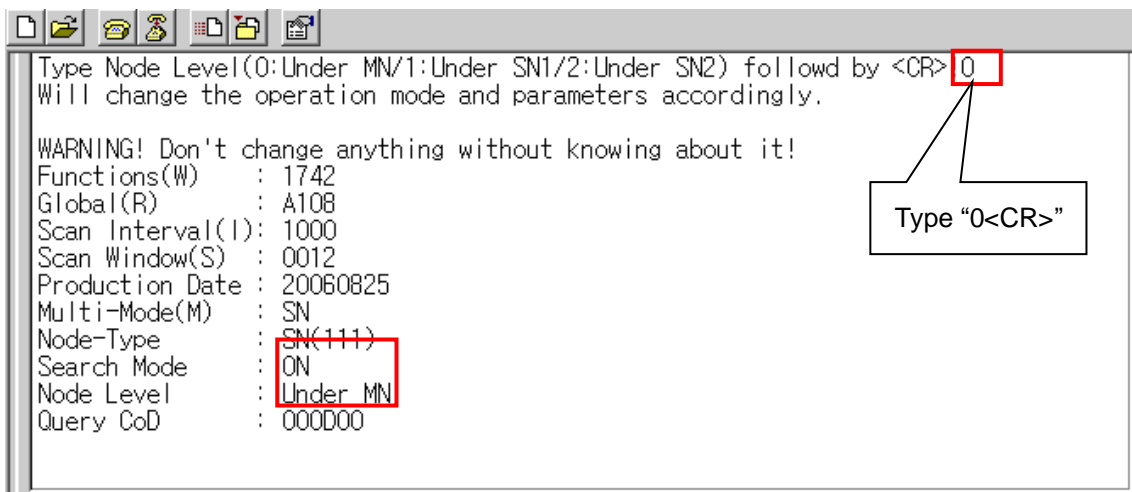 Type Node Level(0:Under MN/1:Under SN1/2:Under SN2) followd by <CR> 0
Will change the operation mode and parameters accordingly.
WARNING! Don't change anything without knowing about it!
Functions(W) : 1742
Global(R) : A108
Scan Interval(I): 1000
Scan Window(S) : 0012
Production Date : 20060825
Multi-Mode(M) : SN
Node-Type : SN(111)
Search Mode : ON
Node Level : Under MN
Query CoD : 000D00
Type “0<CR>”